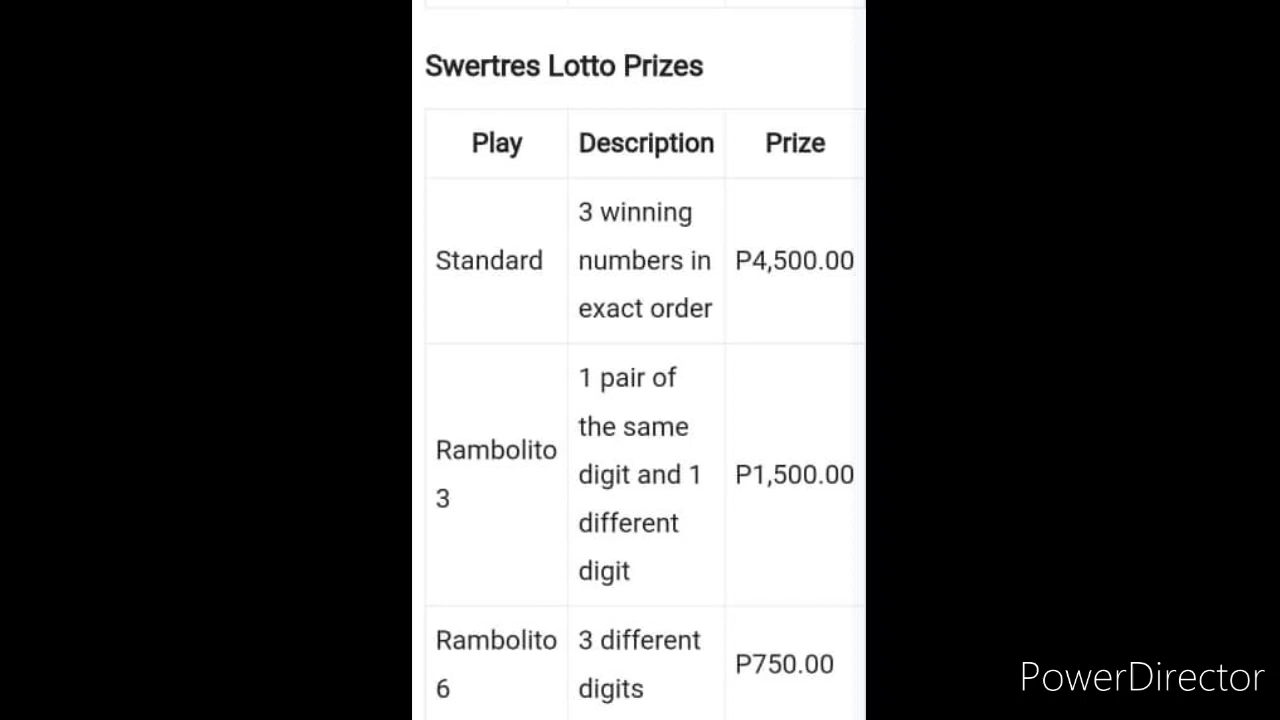 Swertres Lotto Prizes
Play Description Prize
Standard
3 winning
numbers in
exact order
P4,500.00
Rambolito
3
1 pair of
the same
digit and 1
different
digit
P1,500.00
Rambolito
6
3 different
digits
P750.00
PowerDirector